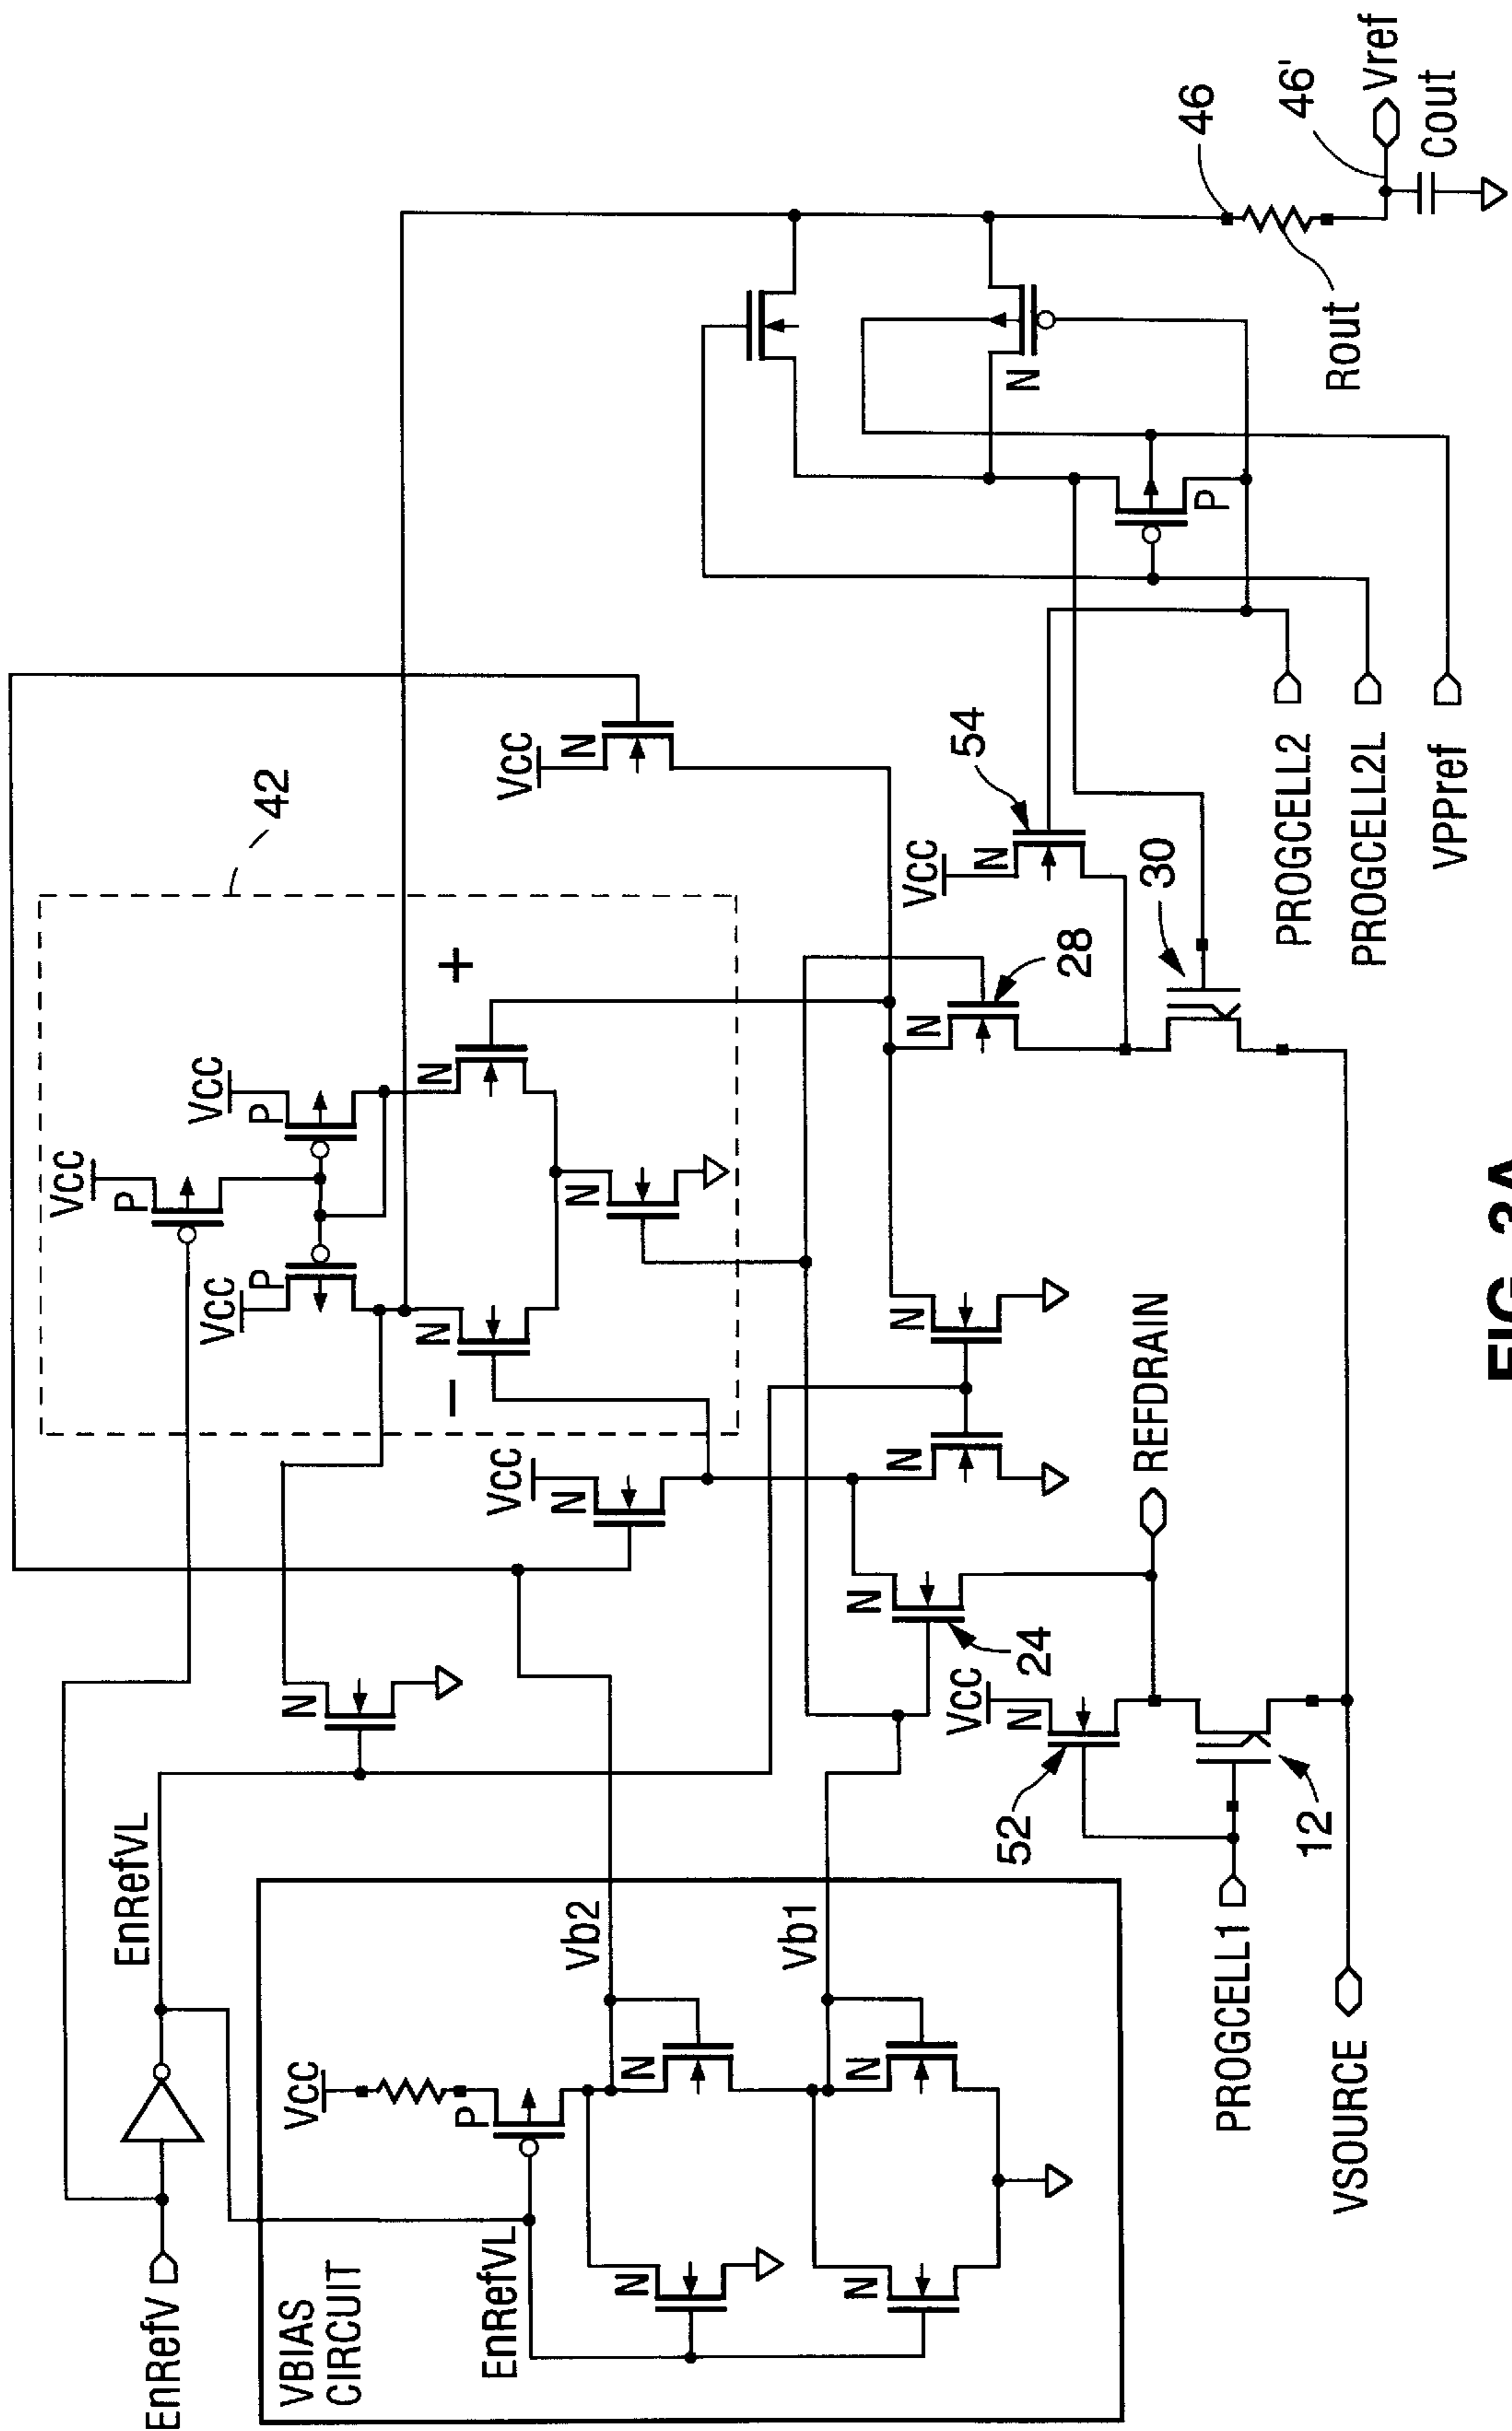 EnRefV
EnRefVL
VCC
P
42
VCC
P
VCC
P
VBIAS
CIRCUIT
VCC
N
N
N
−
+
P
EnRefVL
VCC
N
N
VCC
N
N
N
Vb2
Vb1
N
N
N
N
N
N
24
VCC
N
28
VCC
N
54
52
12
REFDRAIN
30
N
P
PROGCELL1
VSOURCE
PROGCELL2
PROGCELL2L
VPPref
46
46'
Rout
Vref
Cout
FIG. 3A